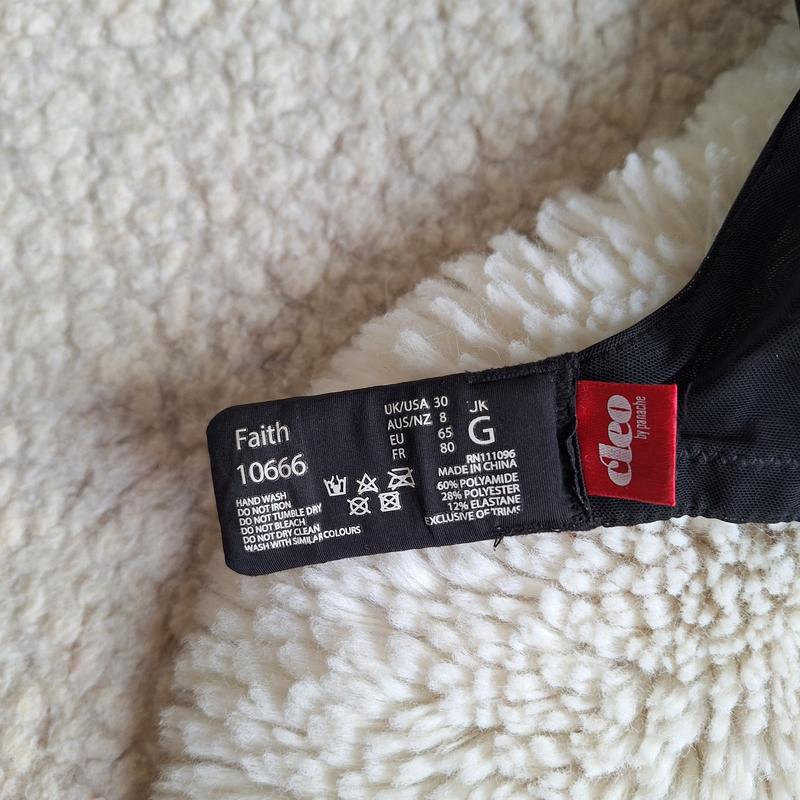 Faith
10666
HAND WASH
DO NOT IRON
DO NOT TUMBLE DRY
DO NOT BLEACH
DO NOT DRY CLEAN
WASH WITH SIMILAR COLOURS
UK/USA 30
AUS/NZ 8
EU 65
FR 80
UK
G
RN111096
MADE IN CHINA
60% POLYAMIDE
28% POLYESTER
12% ELASTANE
EXCLUSIVE OF TRIMS
cleo
by panache